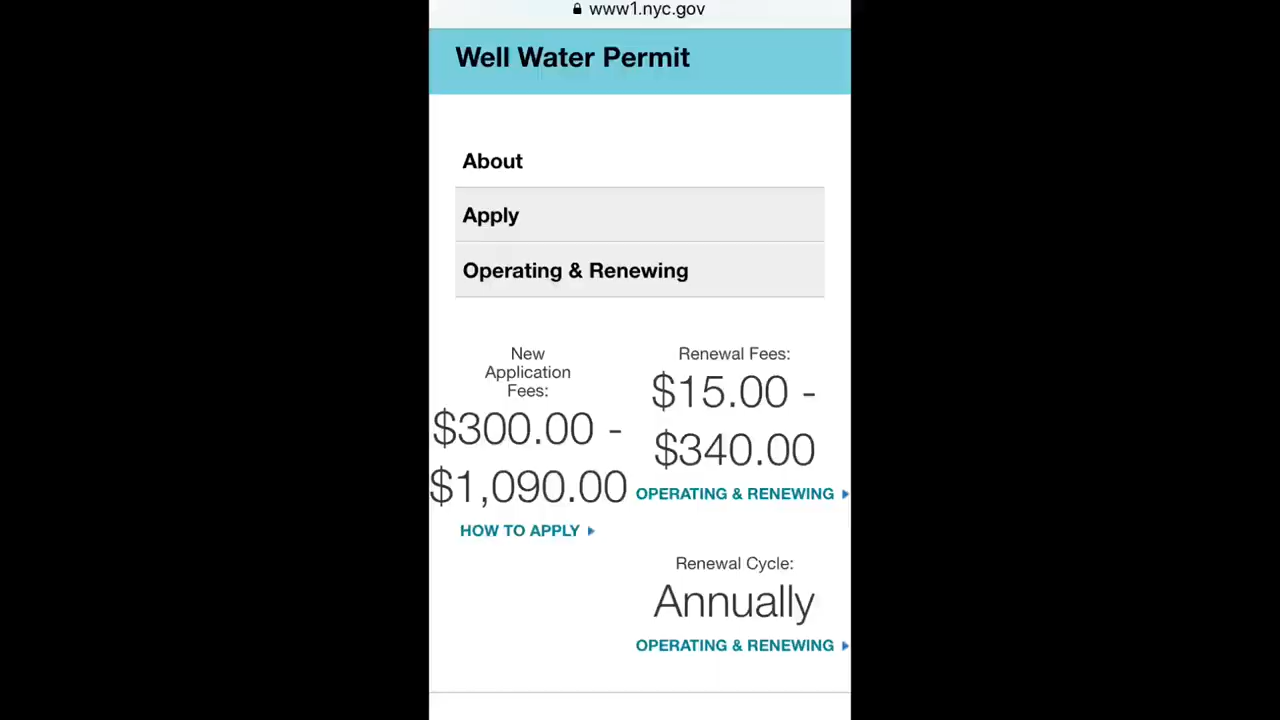 www1.nyc.gov
Well Water Permit
About
Apply
Operating & Renewing
New
Application
Fees:
$300.00 -
$1,090.00
HOW TO APPLY
Renewal Fees:
$15.00 -
$340.00
OPERATING & RENEWING
Renewal Cycle:
Annually
OPERATING & RENEWING